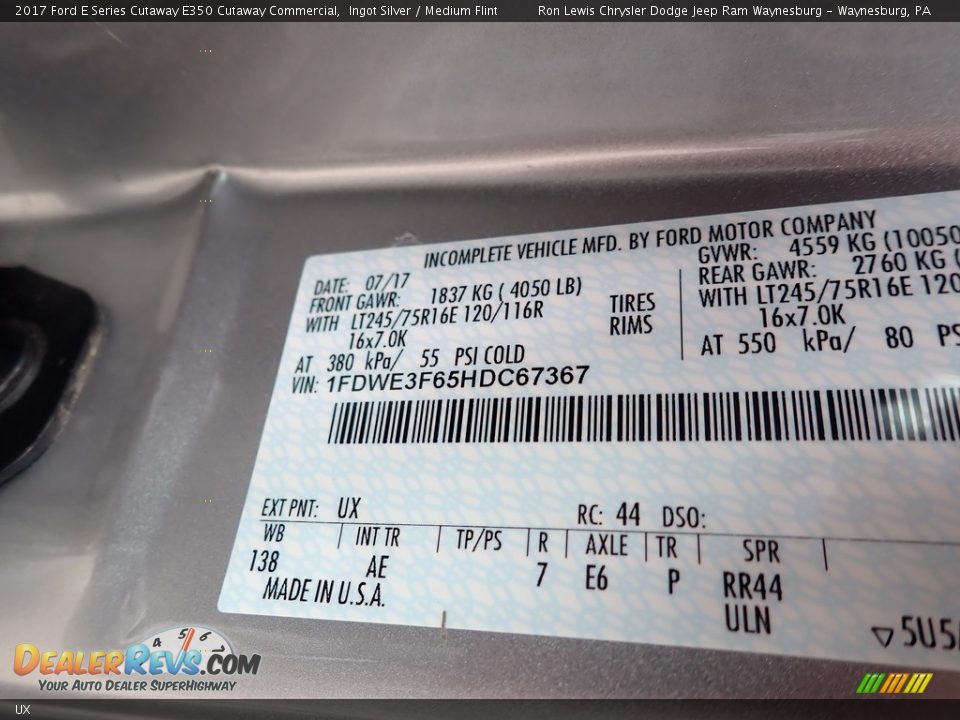 2017 Ford E Series Cutaway E350 Cutaway Commercial, Ingot Silver / Medium Flint Ron Lewis Chrysler Dodge Jeep Ram Waynesburg - Waynesburg, PA
INCOMPLETE VEHICLE MFD. BY FORD MOTOR COMPANY
DATE: 07/17 GVWR: 4559 KG (10050
FRONT GAWR: 1837 KG ( 4050 LB) REAR GAWR: 2760 KG (
WITH LT245/75R16E 120/116R TIRES WITH LT245/75R16E 120
16x7.0K RIMS 16x7.0K
AT 380 kPa/ 55 PSI COLD AT 550 kPa/ 80 PS
VIN: 1FDWE3F65HDC67367
EXT PNT: UX RC: 44 DSO:
WB INT TR TP/PS R AXLE TR SPR
138 AE 7 E6 P RR44
MADE IN U.S.A. ULN
▽5U5
4 5 6
DEALERREVS.COM
YOUR AUTO DEALER SUPERHIGHWAY
UX